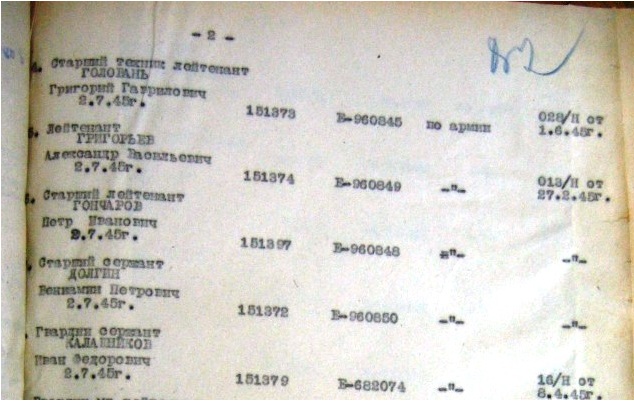 - 2 -
4. Старший техник лейтенант
ГОЛОВАНЬ
Григорий Гаврилович
2.7.45г. 151373 Е-960845 по армии 028/Н от
1.6.45г.
5. Лейтенант
ГРИГОРЬЕВ
Александр Васильевич
2.7.45г. 151374 Е-960849 -"- 013/Н от
27.2.45г.
6. Старший лейтенант
ГОНЧАРОВ
Петр Иванович
2.7.45г. 151397 Е-960848 -"- -"-
Старший сержант
ДОЛГИН
Вениамин Петрович
2.7.45г. 151372 Е-960850 -"- -"-
Гвардии сержант
КАЛАШНИКОВ
Иван Федорович
2.7.45г. 151379 Е-682074 -"- 16/Н от
8.4.45г.